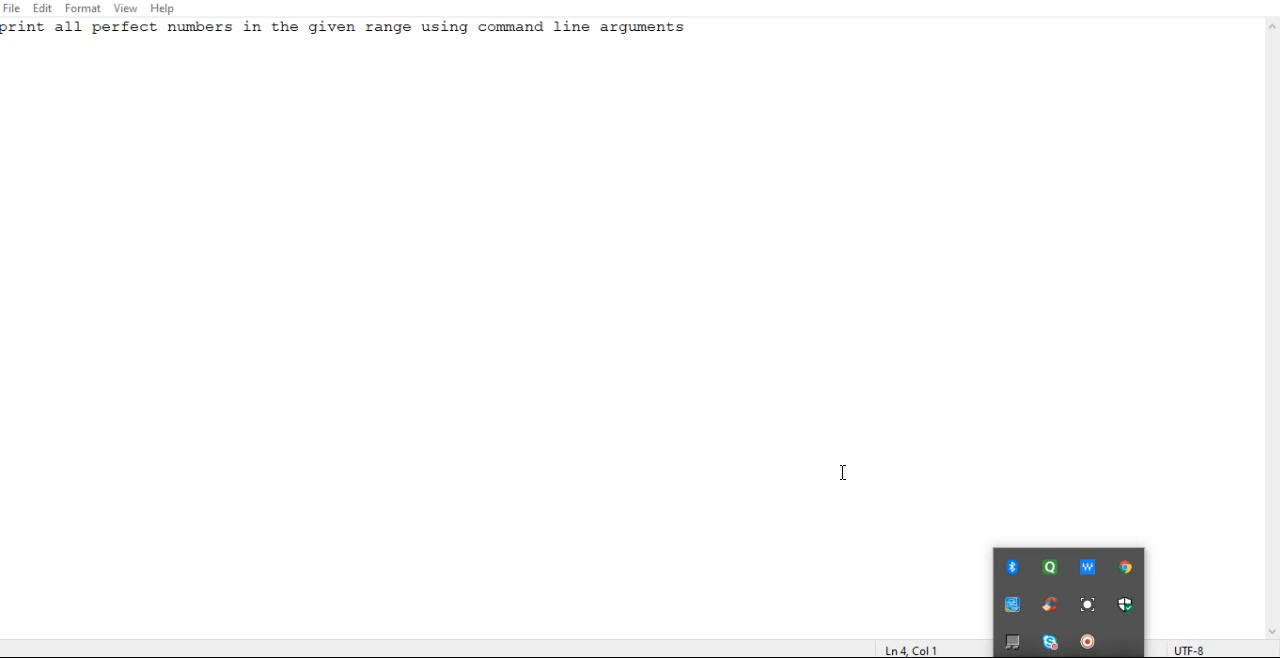 File Edit Format View Help
print all perfect numbers in the given range using command line arguments
Ln 4, Col 1
UTF-8